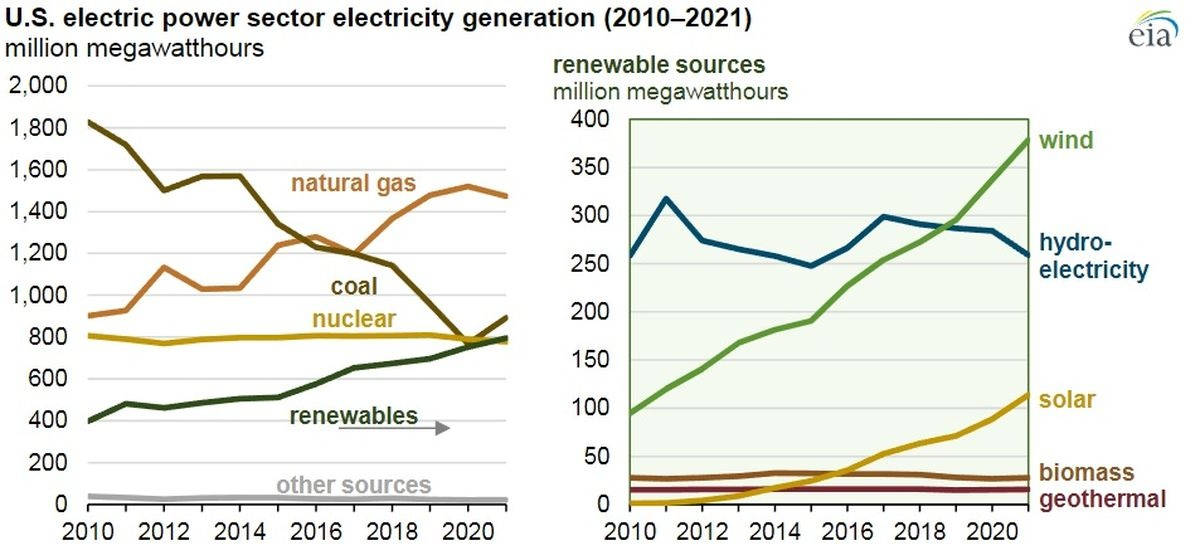 U.S. electric power sector electricity generation (2010–2021)
million megawatthours
eia
2,000
1,800
1,600
1,400
1,200
1,000
800
600
400
200
0
natural gas
coal
nuclear
renewables
other sources
2010 2012 2014 2016 2018 2020
renewable sources
million megawatthours
400
350
300
250
200
150
100
50
0
wind
hydro-
electricity
solar
biomass
geothermal
2010 2012 2014 2016 2018 2020